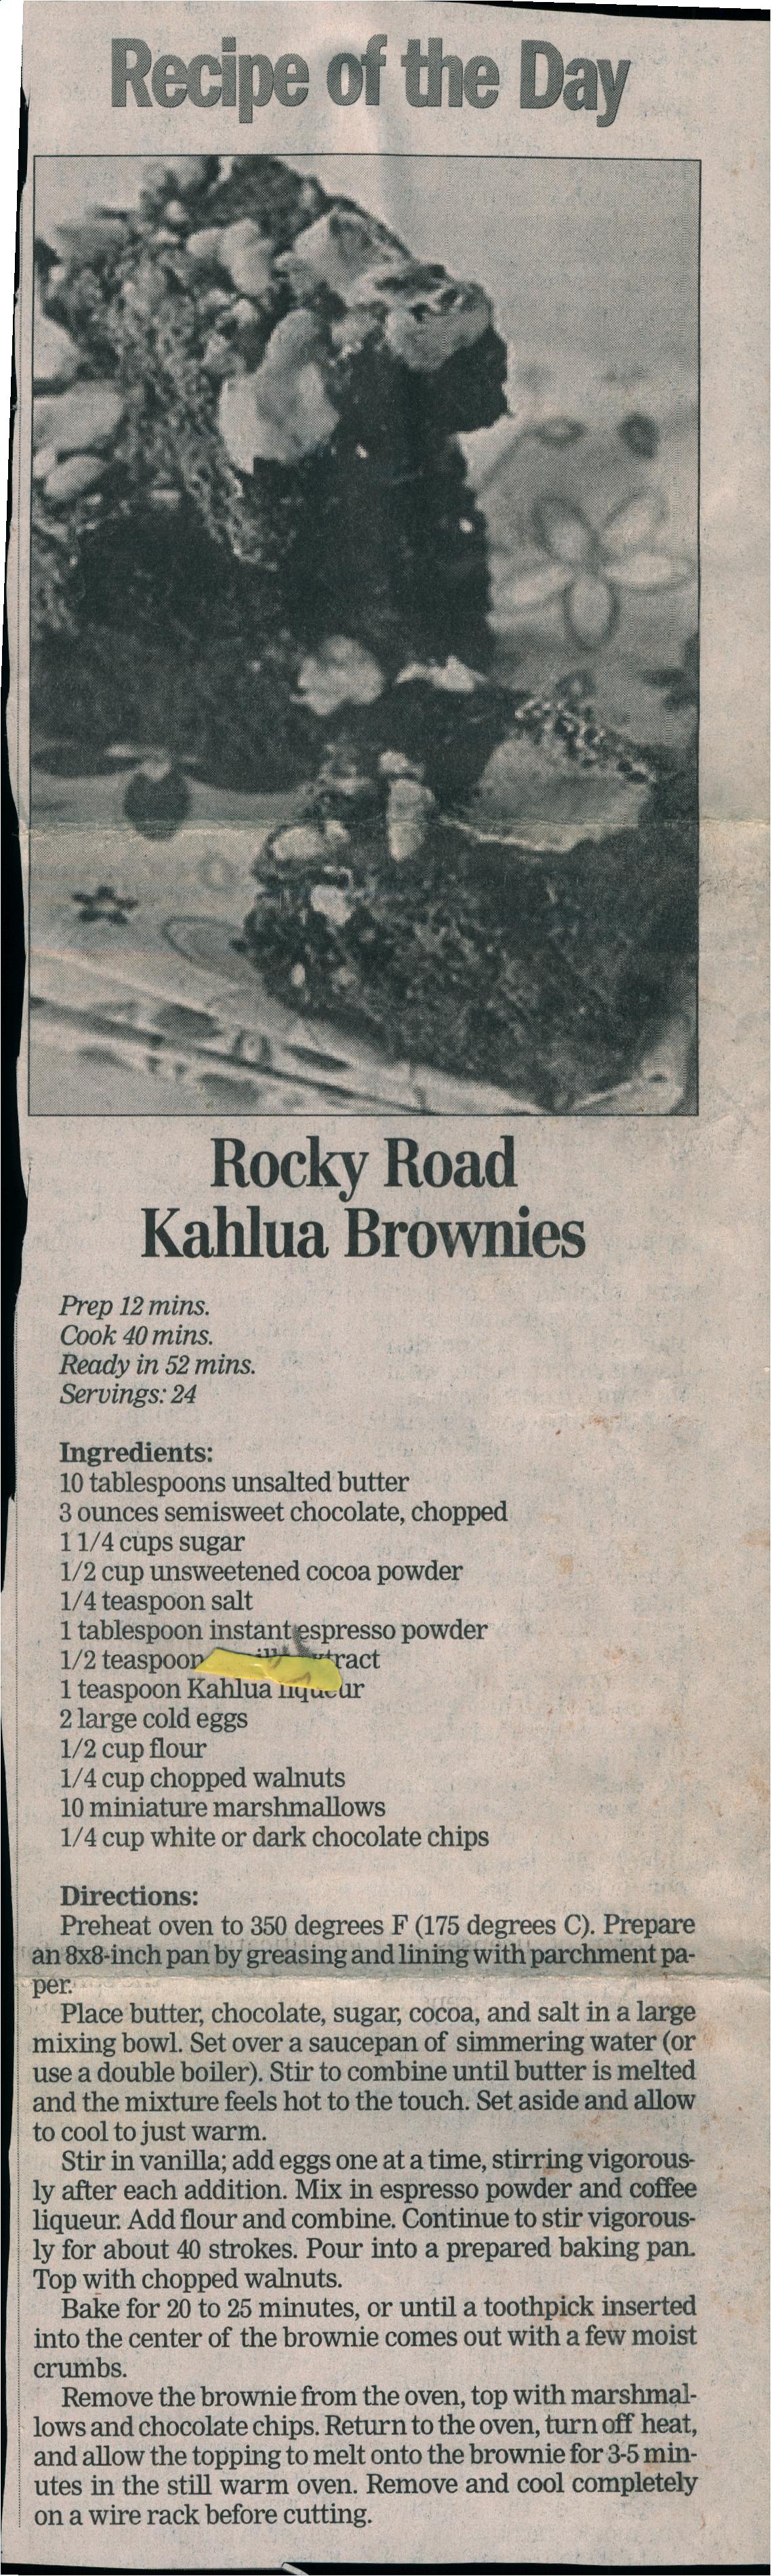 Recipe of the Day
Rocky Road
Kahlua Brownies
Prep 12 mins.
Cook 40 mins.
Ready in 52 mins.
Servings: 24
Ingredients:
10 tablespoons unsalted butter
3 ounces semisweet chocolate, chopped
1 1/4 cups sugar
1/2 cup unsweetened cocoa powder
1/4 teaspoon salt
1 tablespoon instant espresso powder
1/2 teaspoon
1 teaspoon Kahlua liqueur
2 large cold eggs
1/2 cup flour
1/4 cup chopped walnuts
10 miniature marshmallows
1/4 cup white or dark chocolate chips
Directions:
Preheat oven to 350 degrees F (175 degrees C). Prepare
an 8x8-inch pan by greasing and lining with parchment pa-
per.
Place butter, chocolate, sugar, cocoa, and salt in a large
mixing bowl. Set over a saucepan of simmering water (or
use a double boiler). Stir to combine until butter is melted
and the mixture feels hot to the touch. Set aside and allow
to cool to just warm.
Stir in vanilla; add eggs one at a time, stirring vigorous-
ly after each addition. Mix in espresso powder and coffee
liqueur. Add flour and combine. Continue to stir vigorous-
ly for about 40 strokes. Pour into a prepared baking pan.
Top with chopped walnuts.
Bake for 20 to 25 minutes, or until a toothpick inserted
into the center of the brownie comes out with a few moist
crumbs.
Remove the brownie from the oven, top with marshmal-
lows and chocolate chips. Return to the oven, turn off heat,
and allow the topping to melt onto the brownie for 3-5 min-
utes in the still warm oven. Remove and cool completely
on a wire rack before cutting.